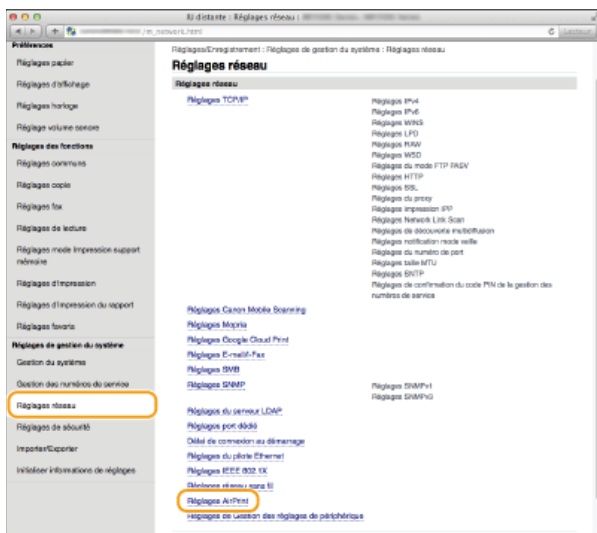 IU distante : Réglages réseau :
/m_network.html
Lecteur
Préférences
Réglages papier
Réglages d'affichage
Réglages horloge
Réglage volume sonore
Réglages des fonctions
Réglages communs
Réglages copie
Réglages fax
Réglages de lecture
Réglages mode Impression support
mémoire
Réglages d'impression
Réglages d'impression du rapport
Réglages favoris
Réglages de gestion du système
Gestion du système
Gestion des numéros de service
Réglages réseau
Réglages de sécurité
Importer/Exporter
Initialiser informations de réglages
Réglages/Enregistrement : Réglages de gestion du système : Réglages réseau
Réglages réseau
Réglages réseau
Réglages TCP/IP
Réglages IPv4
Réglages IPv6
Réglages WINS
Réglages LPD
Réglages RAW
Réglages WSD
Réglages du mode FTP PASV
Réglages HTTP
Réglages SSL
Réglages du proxy
Réglages impression IPP
Réglages Network Link Scan
Réglages de découverte multidiffusion
Réglages notification mode veille
Réglages du numéro de port
Réglages taille MTU
Réglages SNTP
Réglages de confirmation du code PIN de la gestion des
numéros de service
Réglages Canon Mobile Scanning
Réglages Mopria
Réglages Google Cloud Print
Réglages E-mail/I-Fax
Réglages SMB
Réglages SNMP
Réglages SNMPv1
Réglages SNMPv3
Réglages du serveur LDAP
Réglages port dédié
Délai de connexion au démarrage
Réglages du pilote Ethernet
Réglages IEEE 802.1X
Réglages réseau sans fil
Réglages AirPrint
Réglages de Gestion des réglages de périphérique